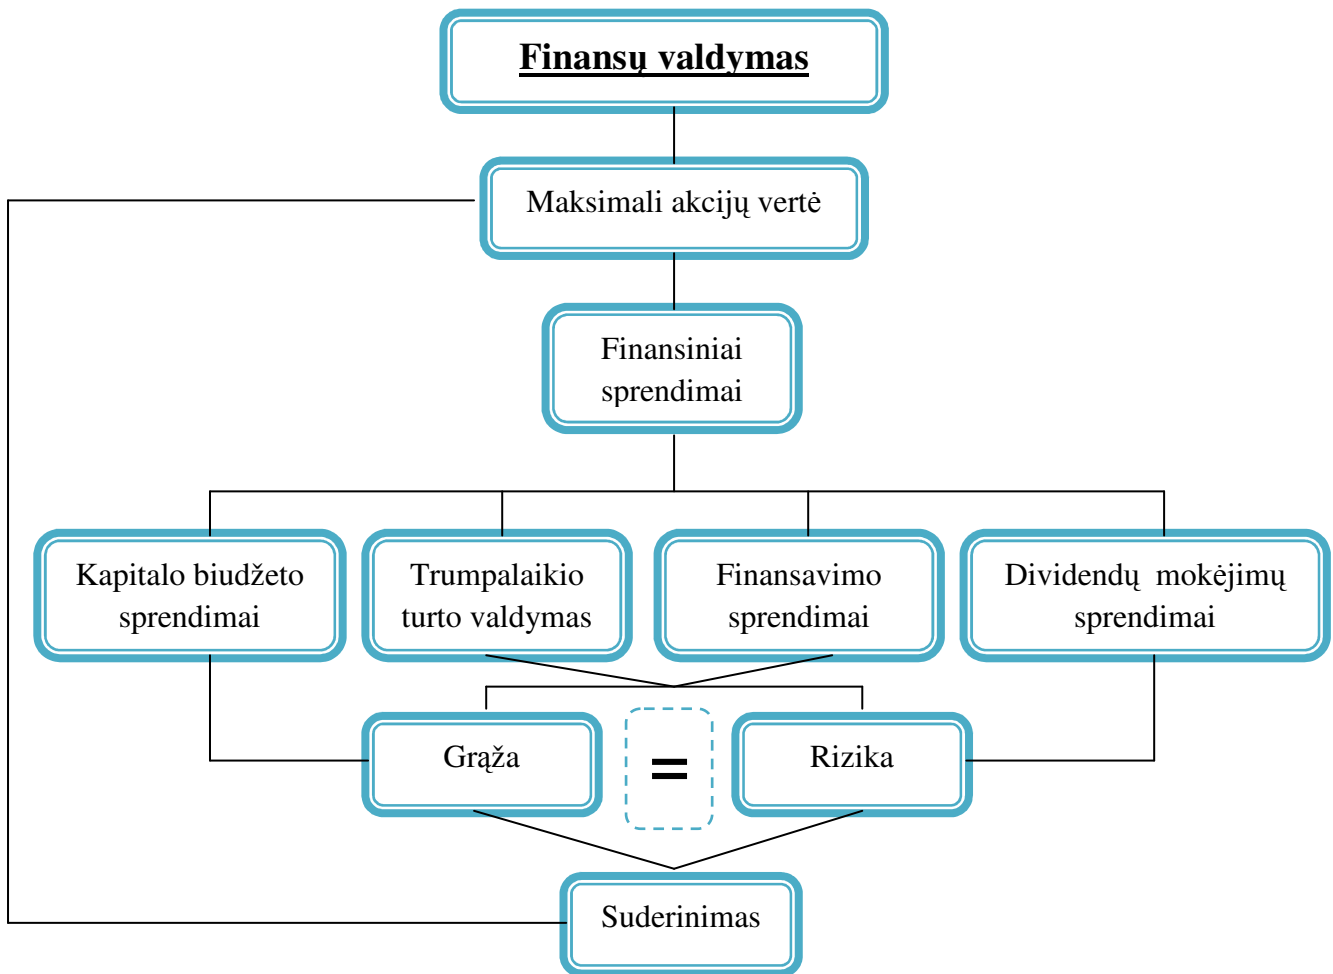 Finansų valdymas
Maksimali akcijų vertė
Finansiniai
sprendimai
Kapitalo biudžeto
sprendimai
Trumpalaikio
turto valdymas
Finansavimo
sprendimai
Dividendų  mokėjimų
sprendimai
Grąža
=
Rizika
Suderinimas